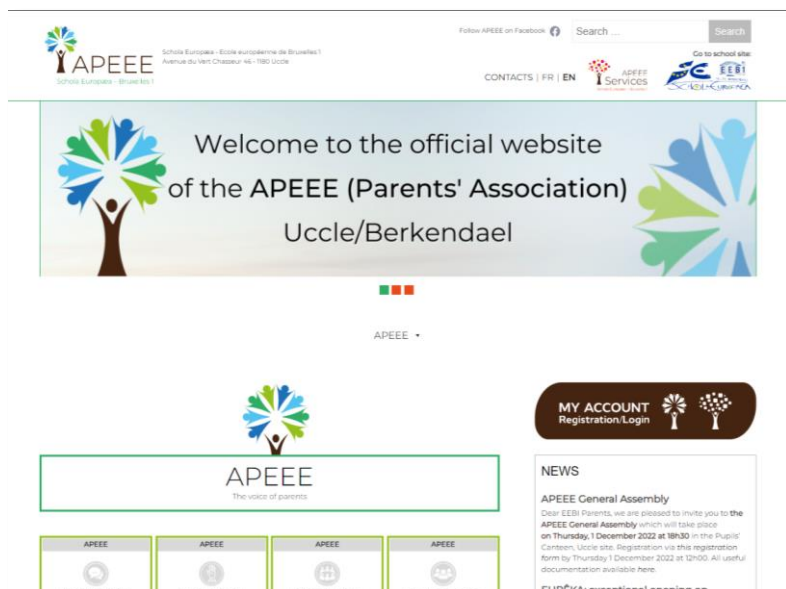 Follow APEEE on Facebook
Search ...
Search
APEEE
Schola Europaea - Bruxelles 1
Schola Europæa - Ecole européenne de Bruxelles 1
Avenue du Vert Chasseur 46 - 1180 Uccle
Go to school site:
CONTACTS | FR | EN
APEEE
Services
EEB1
Welcome to the official website
of the APEEE (Parents' Association)
Uccle/Berkendael
APEEE
MY ACCOUNT
Registration/Login
APEEE
The voice of parents
NEWS
APEEE General Assembly
Dear EEBI Parents, we are pleased to invite you to the
APEEE General Assembly which will take place
on Thursday, 1 December 2022 at 18h30 in the Pupils'
Canteen, Uccle site. Registration via this registration
form by Thursday 1 December 2022 at 12h00. All useful
documentation available here.
APEEE
APEEE
APEEE
APEEE